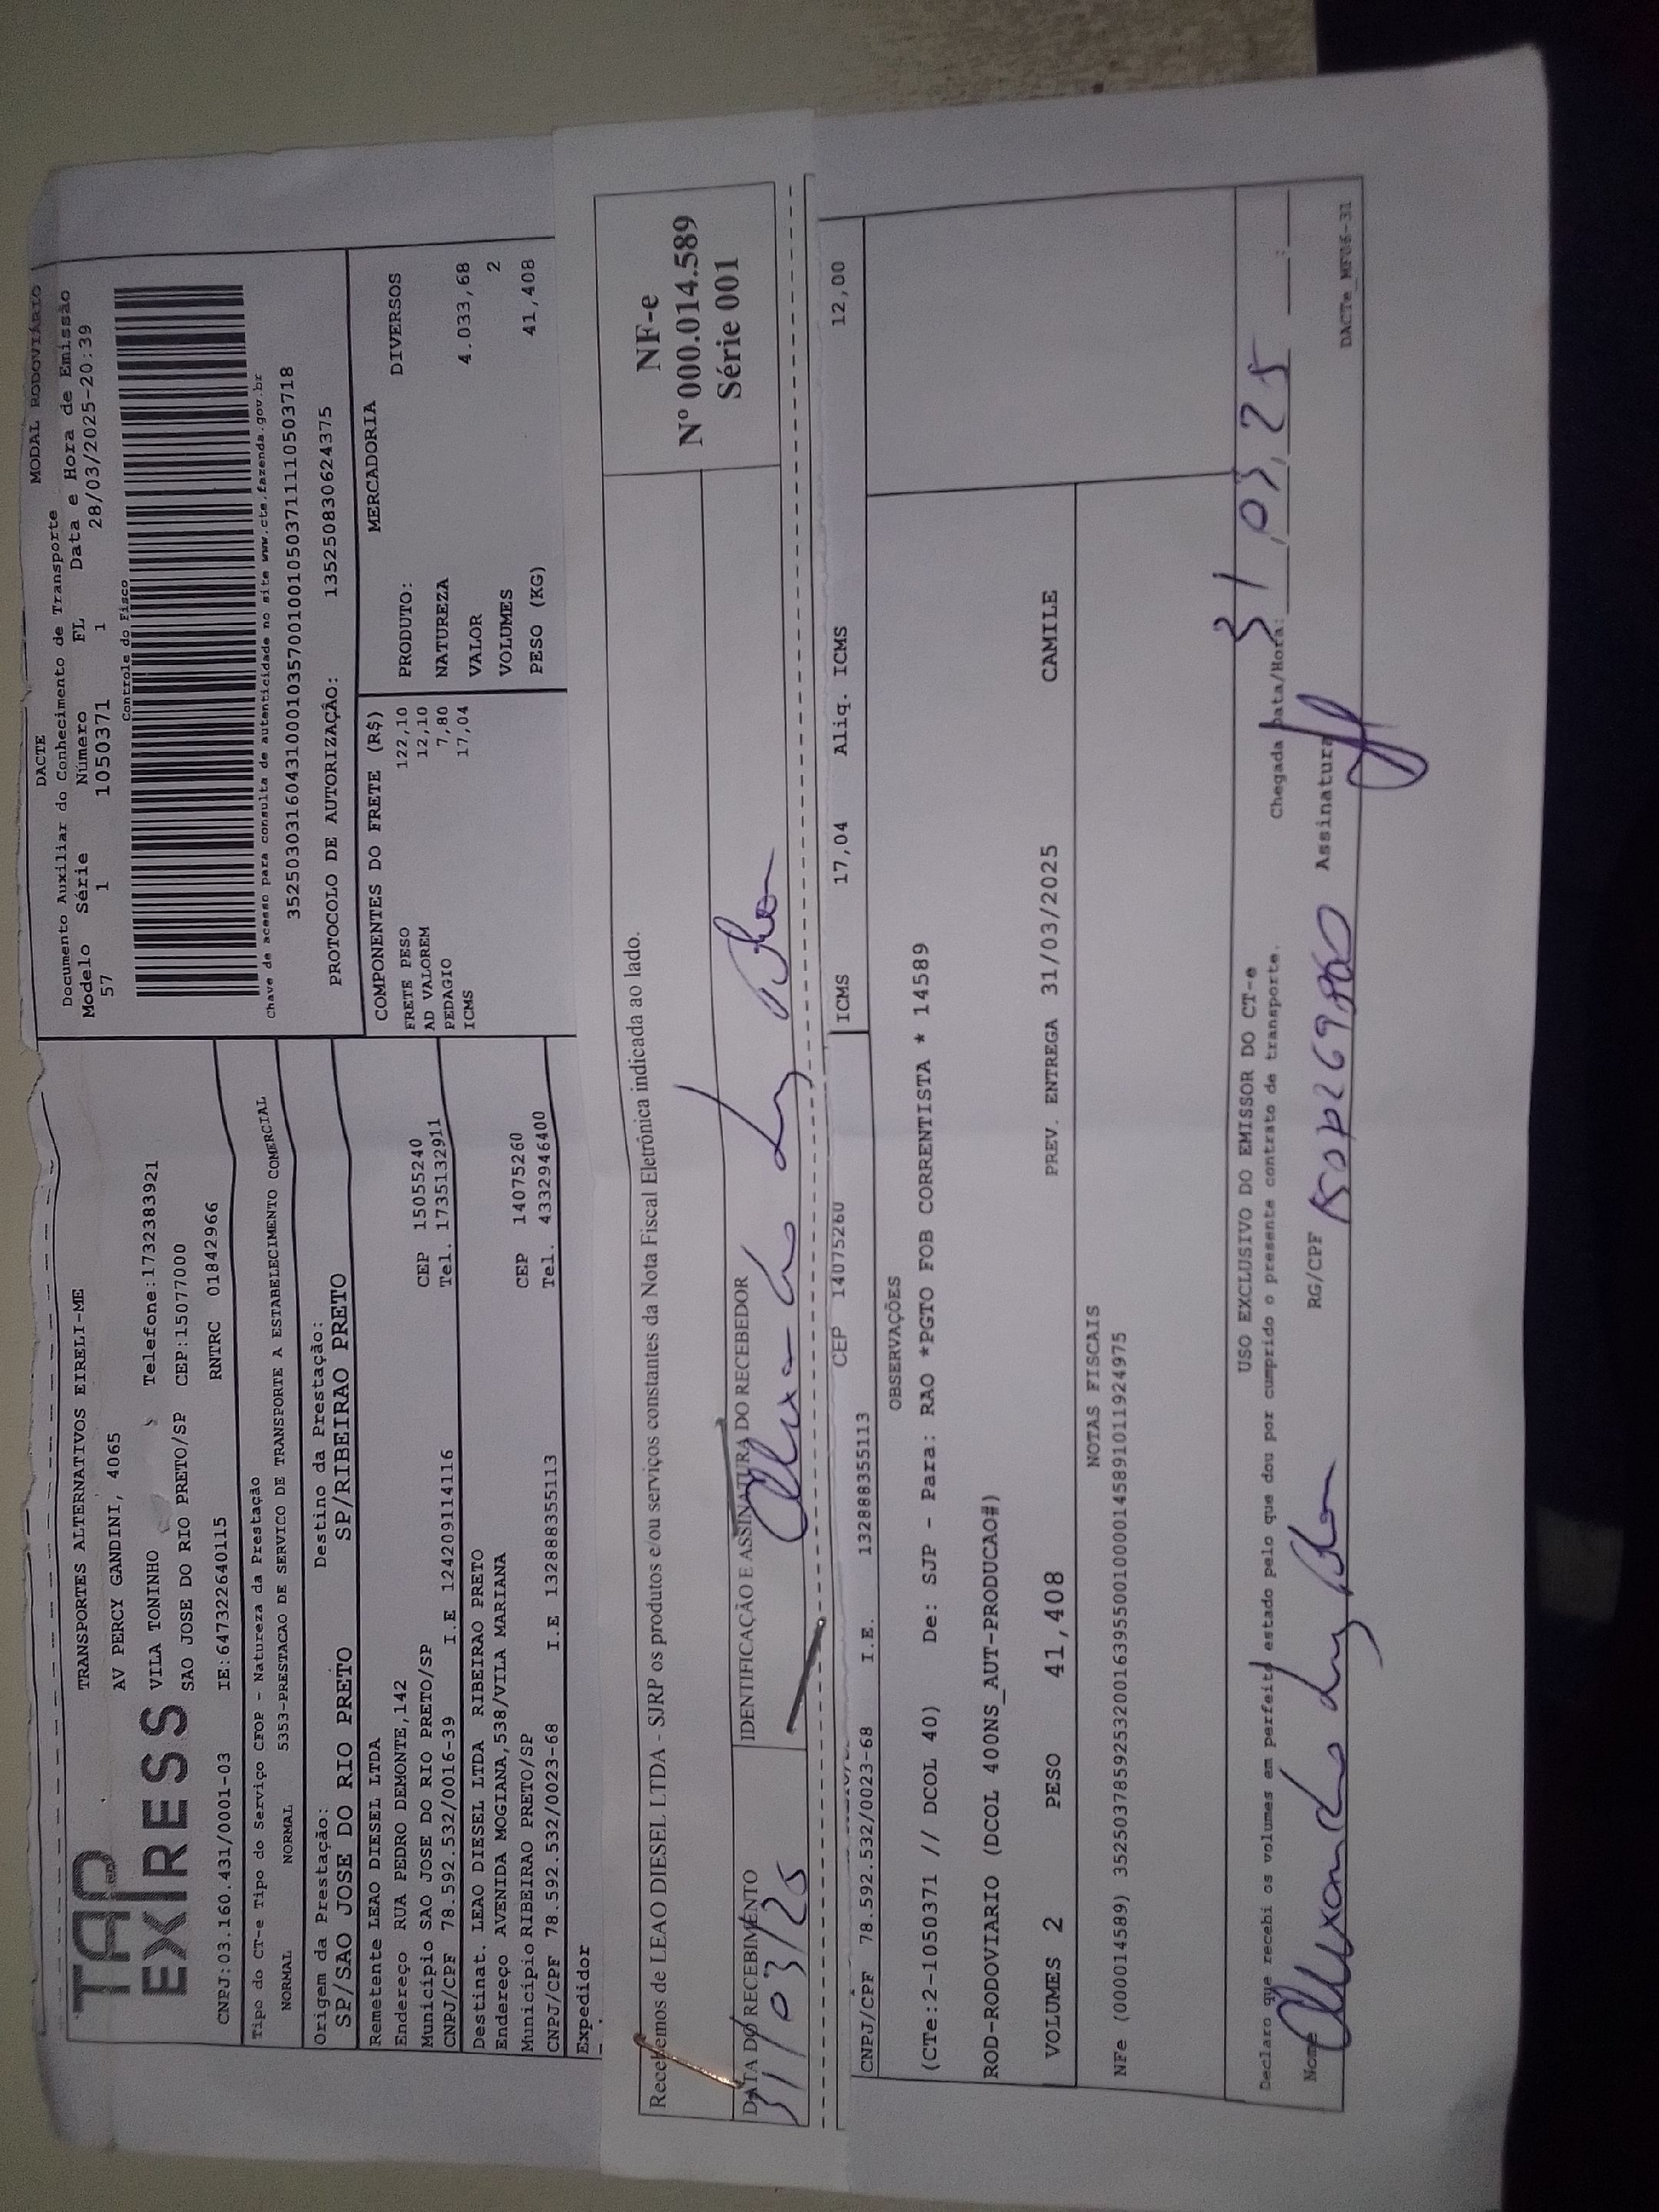 TAP
EXPRESS
TRANSPORTES ALTERNATIVOS EIRELI-ME
AV PERCY GANDINI, 4065
VILA TONINHO Telefone:1732383921
SAO JOSE DO RIO PRETO/SP CEP:15077000
CNPJ:03.160.431/0001-03 IE:647322640115 RNTRC 01842966
Tipo do CT-e Tipo do Serviço CFOP - Natureza da Prestação
NORMAL NORMAL 5353-PRESTACAO DE SERVICO DE TRANSPORTE A ESTABELECIMENTO COMERCIAL
Origem da Prestação: Destino da Prestação:
SP/SAO JOSE DO RIO PRETO SP/RIBEIRAO PRETO
Remetente LEAO DIESEL LTDA
Endereço RUA PEDRO DEMONTE,142
Município SAO JOSE DO RIO PRETO/SP CEP 15055240
CNPJ/CPF 78.592.532/0016-39 I.E 124209114116 Tel. 1735132911
Destinat. LEAO DIESEL LTDA RIBEIRAO PRETO
Endereço AVENIDA MOGIANA,538/VILA MARIANA
Município RIBEIRAO PRETO/SP CEP 14075260
CNPJ/CPF 78.592.532/0023-68 I.E 132888355113 Tel. 4332946400
Expedidor
DACTE MODAL RODOVIÁRIO
Documento Auxiliar do Conhecimento de Transporte
Modelo Série Número FL Data e Hora de Emissão
57 1 1050371 1 28/03/2025-20:39
Controle do Fisco
Chave de acesso para consulta de autenticidade no site www.cte.fazenda.gov.br
35250303160431000103570010010503711110503718
PROTOCOLO DE AUTORIZAÇÃO: 135250830624375
COMPONENTES DO FRETE (R$) MERCADORIA
FRETE PESO 122,10 PRODUTO: DIVERSOS
AD VALOREM 12,10 NATUREZA
PEDAGIO 7,80 VALOR 4.033,68
ICMS 17,04 VOLUMES 2
PESO (KG) 41,408
Recebemos de LEAO DIESEL LTDA - SJRP os produtos e/ou serviços constantes da Nota Fiscal Eletrônica indicada ao lado.
NF-e
Nº 000.014.589
Série 001
DATA DO RECEBIMENTO IDENTIFICAÇÃO E ASSINATURA DO RECEBEDOR
31/03/25
CEP 14075260
CNPJ/CPF 78.592.532/0023-68 I.E. 132888355113 ICMS 17,04 Aliq. ICMS 12,00
OBSERVAÇÕES
(CTe:2-1050371 // DCOL 40) De: SJP - Para: RAO *PGTO FOB CORRENTISTA * 14589
ROD-RODOVIARIO (DCOL 400NS_AUT-PRODUCAO#)
VOLUMES 2 PESO 41,408 PREV. ENTREGA 31/03/2025 CAMILE
NOTAS FISCAIS
NFe (000014589) 35250378592532001639550010000145891011924975
USO EXCLUSIVO DO EMISSOR DO CT-e
Declaro que recebi os volumes em perfeito estado pelo que dou por cumprido o presente contrato de transporte.
Chegada Data/Hora: 31/03/25
Nome Alexandre RG/CPF Assinatura
DACTe_MF06-31